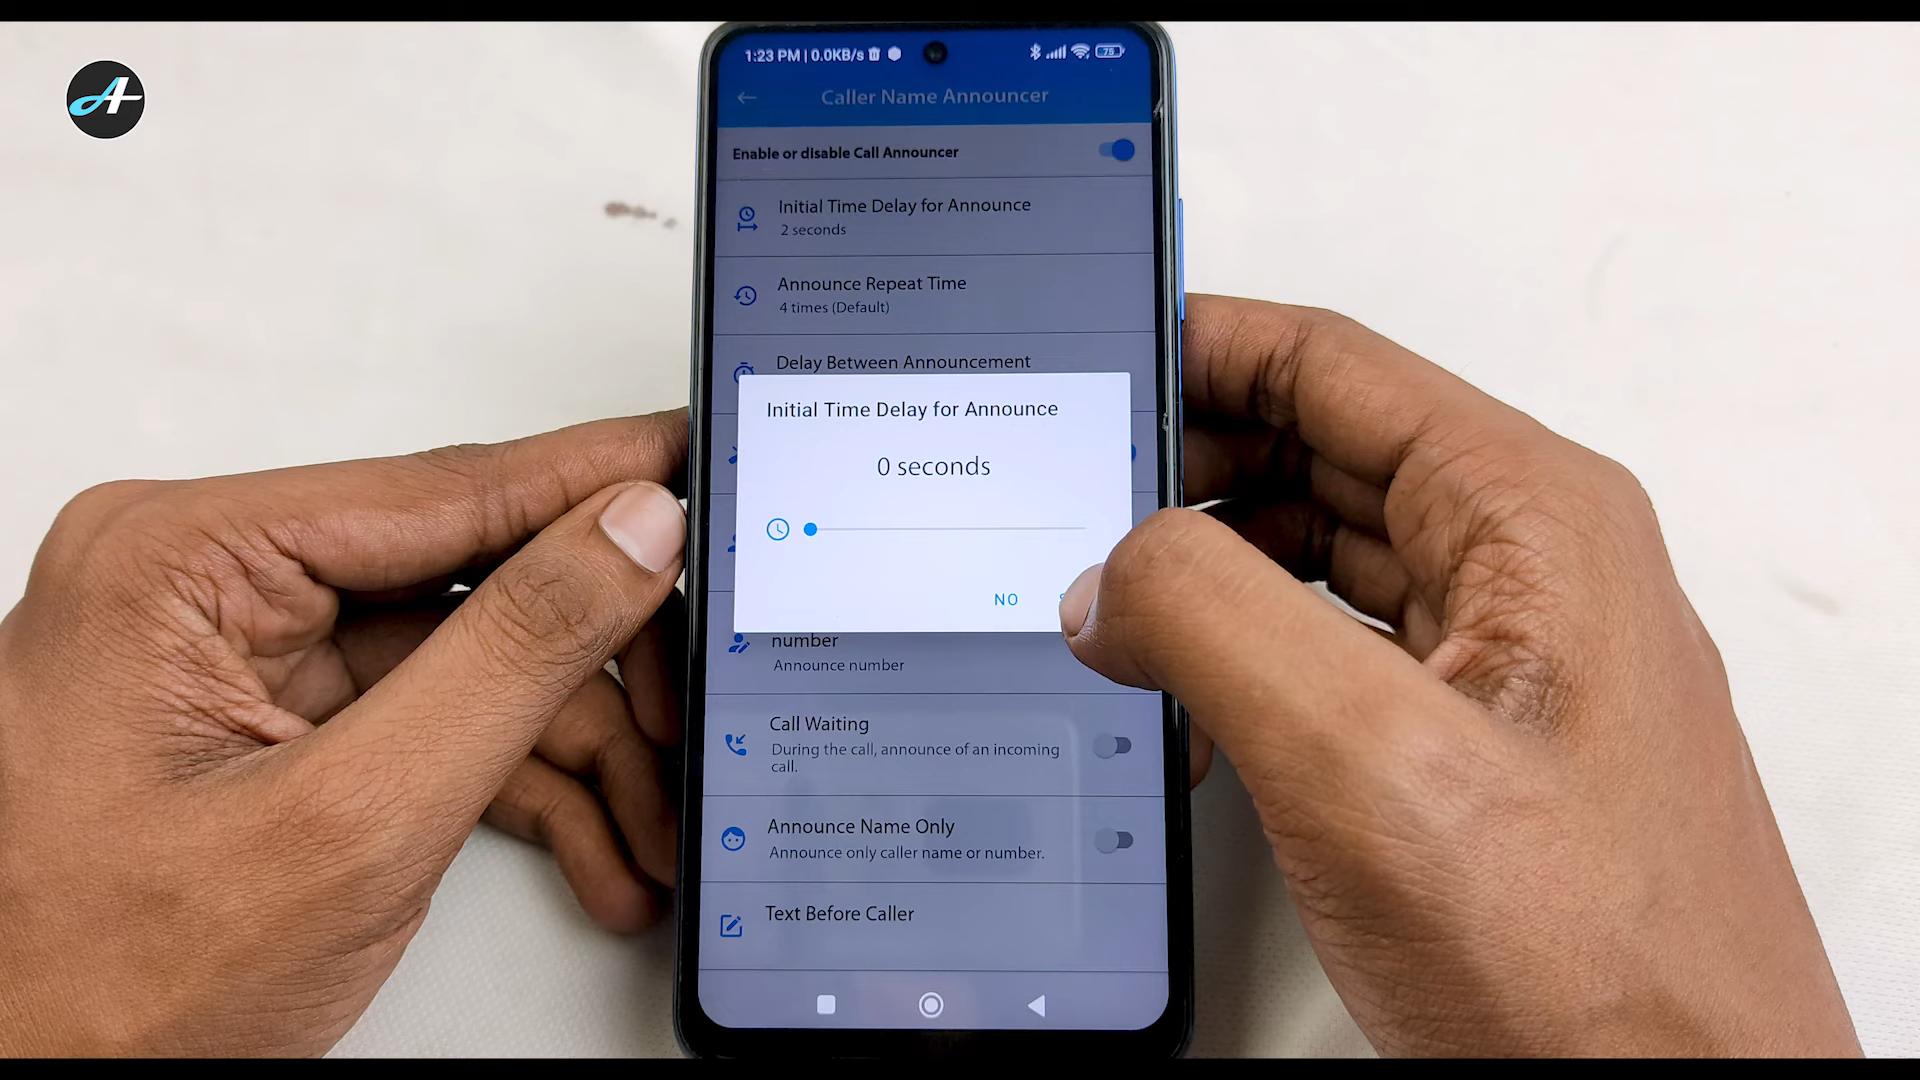 1:23 PM | 0.0KB/s
75
Caller Name Announcer
Enable or disable Call Announcer
Initial Time Delay for Announce
2 seconds
Announce Repeat Time
4 times (Default)
Delay Between Announcement
Initial Time Delay for Announce
0 seconds
NO
number
Announce number
Call Waiting
During the call, announce of an incoming
call.
Announce Name Only
Announce only caller name or number.
Text Before Caller